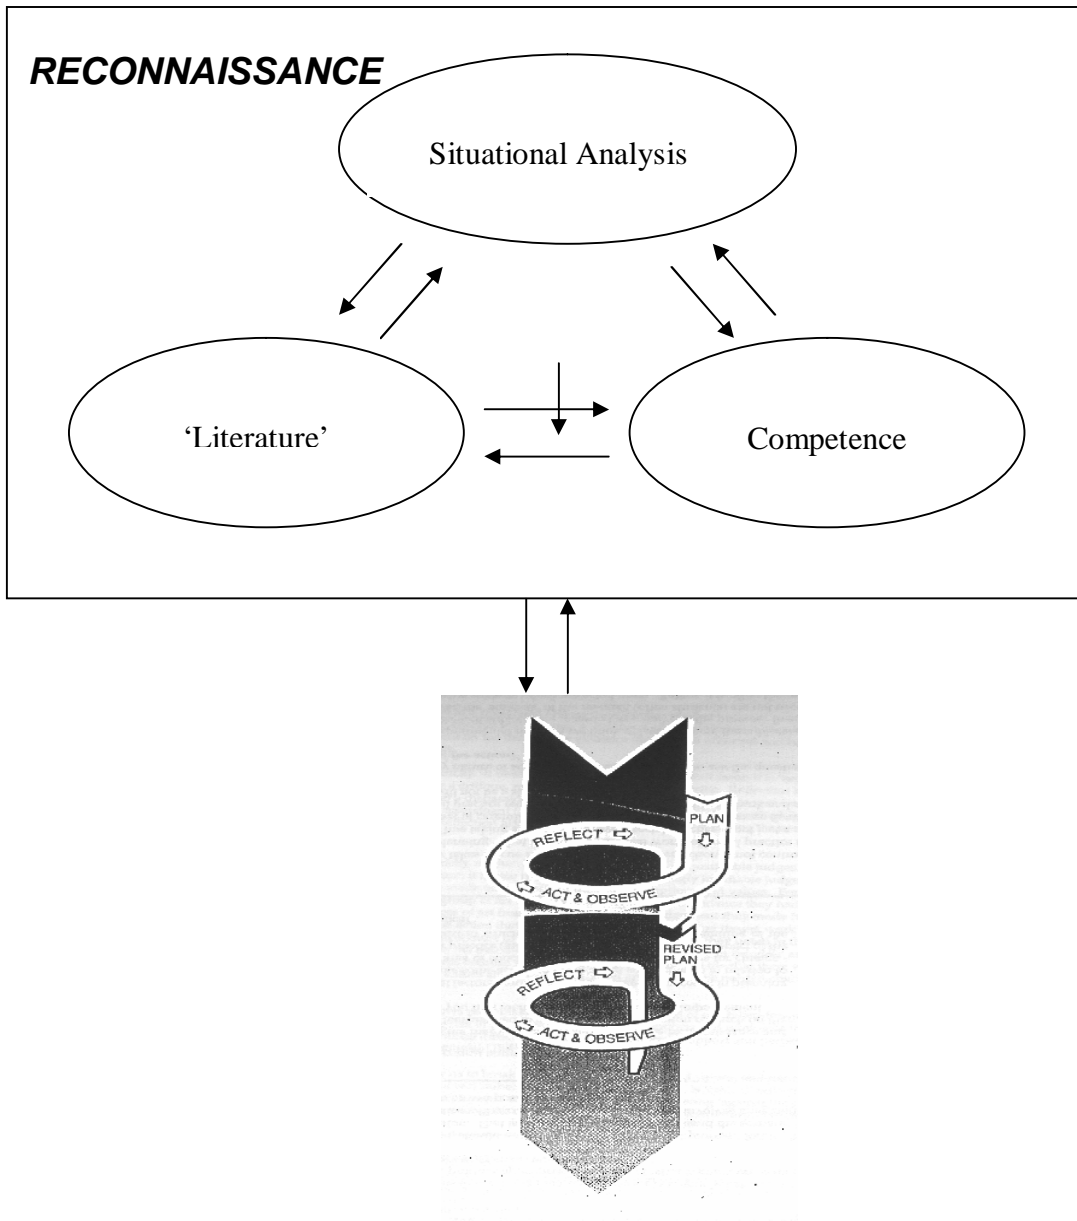 RECONNAISSANCE
Situational Analysis
‘Literature’
Competence
PLAN
REFLECT
ACT & OBSERVE
REVISED
PLAN
REFLECT
ACT & OBSERVE